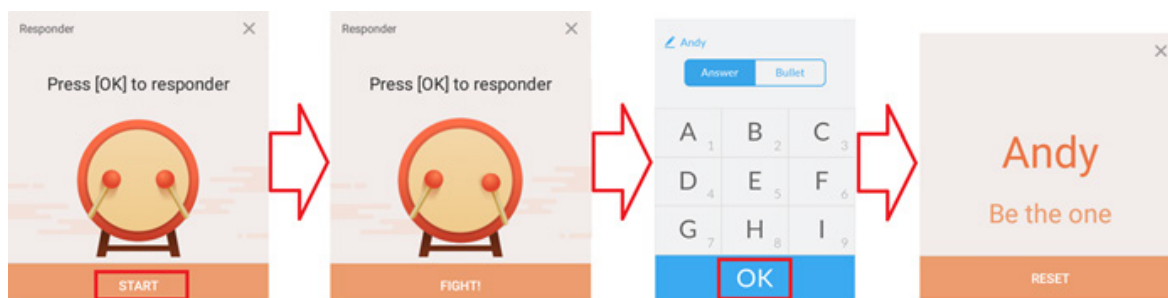 Responder
Press [OK] to responder
START
Responder
Press [OK] to responder
FIGHT!
Andy
Answer Bullet
A 1 B 2 C 3
D 4 E 5 F 6
G 7 H 8 I 9
OK
Andy
Be the one
RESET